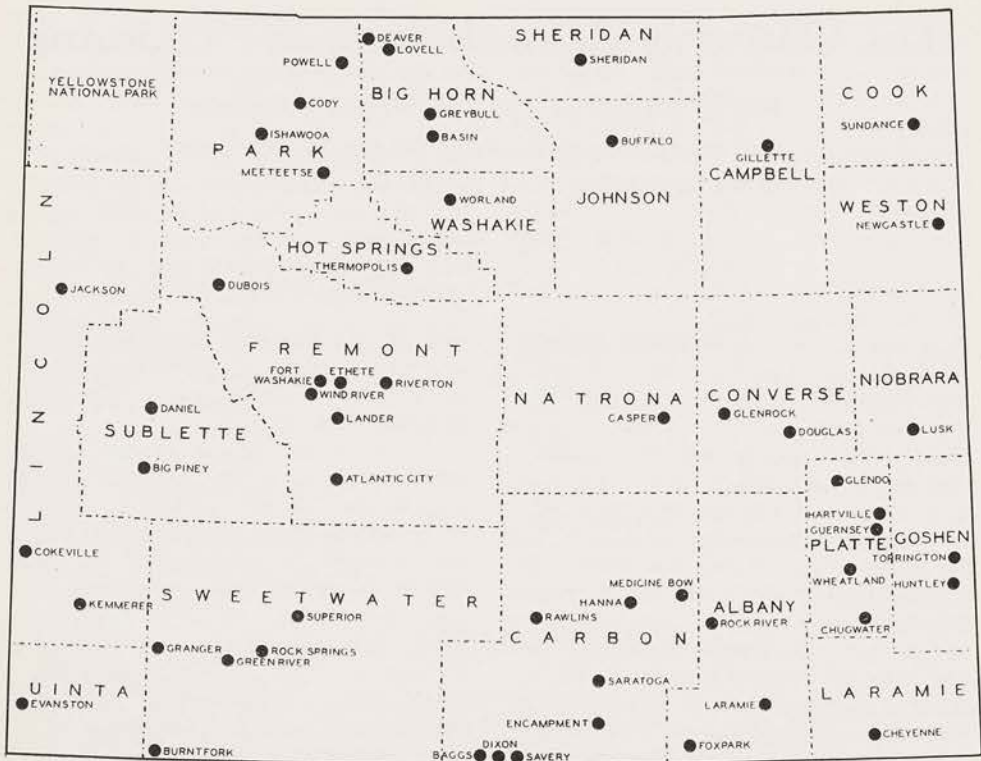 DEAVER
LOVELL
POWELL
SHERIDAN
SHERIDAN
YELLOWSTONE
NATIONAL PARK
CODY
BIG HORN
GREYBULL
COOK
SUNDANCE
ISHAWOOA
BASIN
BUFFALO
GILLETTE
PARK
MEETEETSE
CAMPBELL
WORLAND
WASHAKIE
JOHNSON
WESTON
NEWCASTLE
HOT SPRINGS
THERMOPOLIS
JACKSON
DUBOIS
LINCOLN
FREMONT
FORT
WASHAKIE
ETHETE
RIVERTON
WIND RIVER
LANDER
NATRONA
CASPER
CONVERSE
GLENROCK
DOUGLAS
NIOBRARA
LUSK
DANIEL
SUBLETTE
BIG PINEY
ATLANTIC CITY
GLENDO
HARTVILLE
GUERNSEY
PLATTE
WHEATLAND
GOSHEN
TORRINGTON
HUNTLEY
COKEVILLE
KEMMERER
SWEETWATER
SUPERIOR
MEDICINE BOW
HANNA
RAWLINS
CARBON
ALBANY
ROCK RIVER
CHUGWATER
GRANGER
ROCK SPRINGS
GREEN RIVER
UINTA
EVANSTON
SARATOGA
LARAMIE
LARAMIE
ENCAMPMENT
CHEYENNE
BURNTFORK
BAGGS
DIXON
SAVERY
FOXPARK